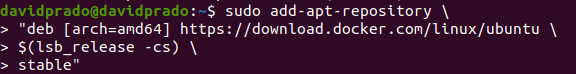 davidprado@davidprado:~$ sudo add-apt-repository \
> "deb [arch=amd64] https://download.docker.com/linux/ubuntu \
> $(lsb_release -cs) \
> stable"